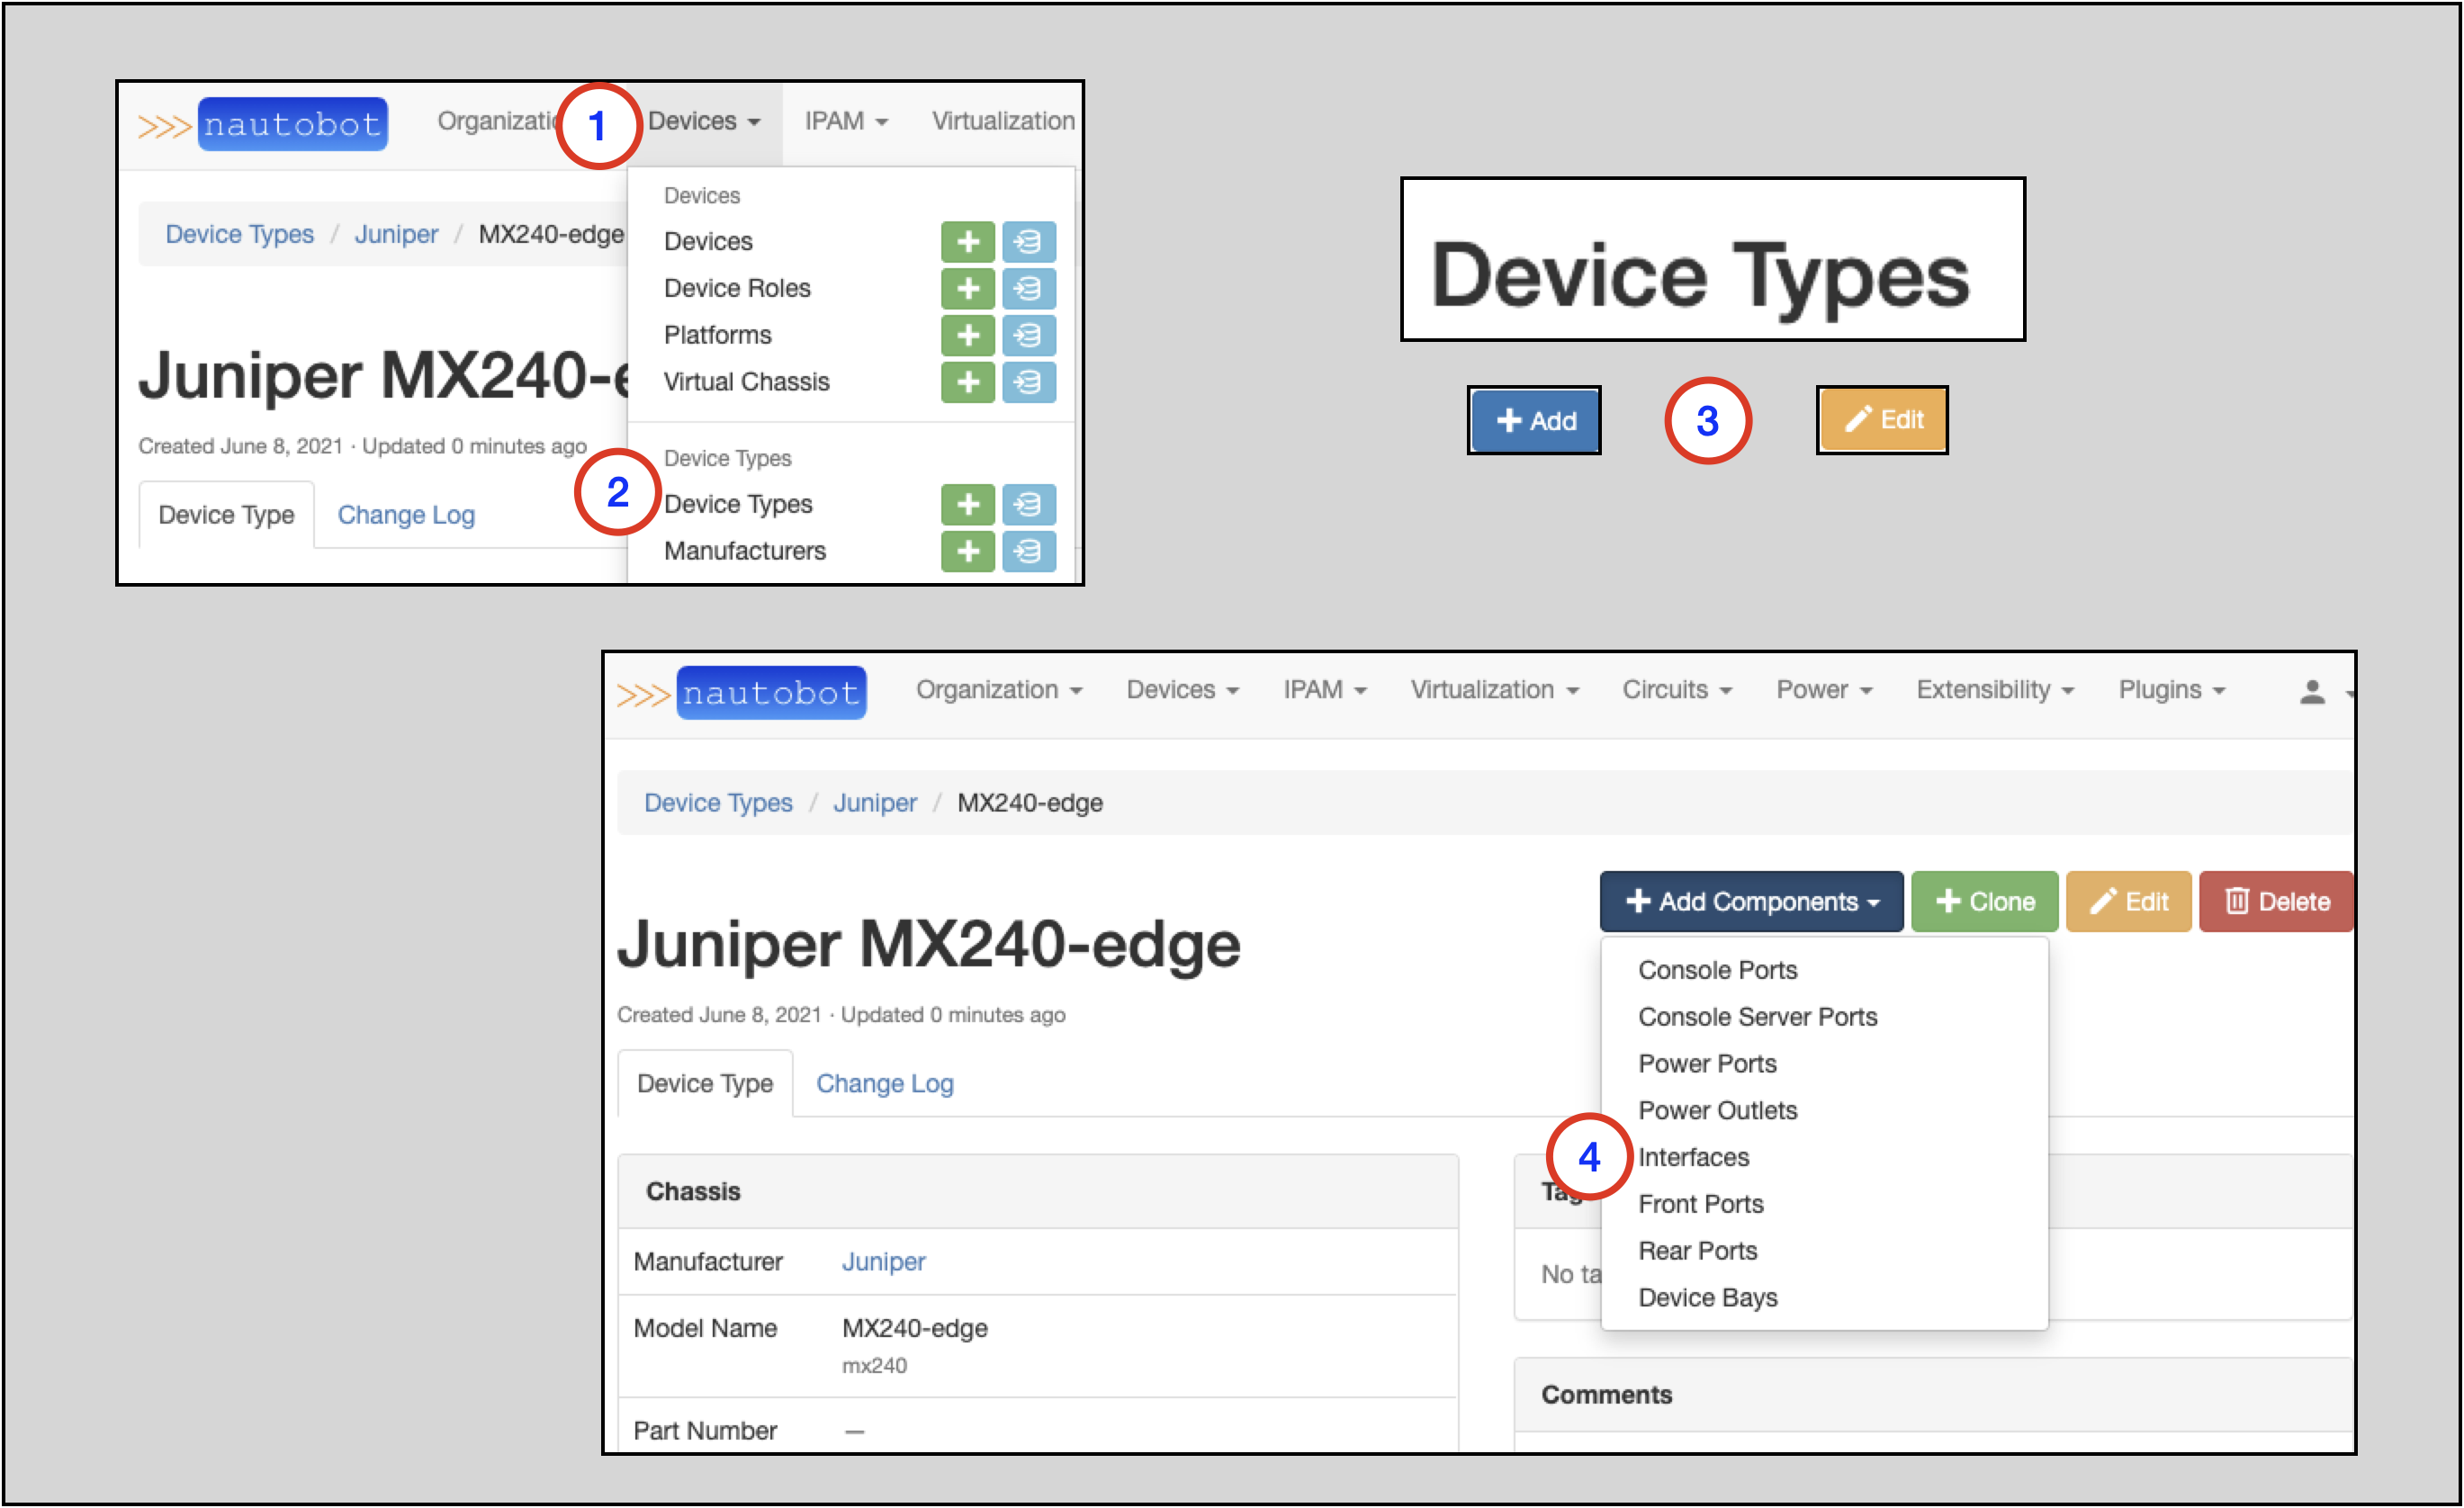 >>> nautobot
1
Devices
IPAM
Virtualization
Device Types / Juniper / MX240-edge
Devices
Devices
Device Roles
Platforms
Virtual Chassis
Juniper
Created June 8, 2021 · Updated 0 minutes ago
Device Type
Change Log
2
Device Types
Device Types
Manufacturers
Device Types
+ Add
3
Edit
>>> nautobot
Organization
Devices
IPAM
Virtualization
Circuits
Power
Extensibility
Plugins
Device Types / Juniper / MX240-edge
+ Add Components
+ Clone
Edit
Delete
Juniper MX240-edge
Created June 8, 2021 · Updated 0 minutes ago
Device Type
Change Log
Console Ports
Console Server Ports
Power Ports
Power Outlets
4
Interfaces
Front Ports
Rear Ports
Device Bays
Chassis
Manufacturer
Juniper
Model Name
MX240-edge
mx240
Part Number
—
No
Comments